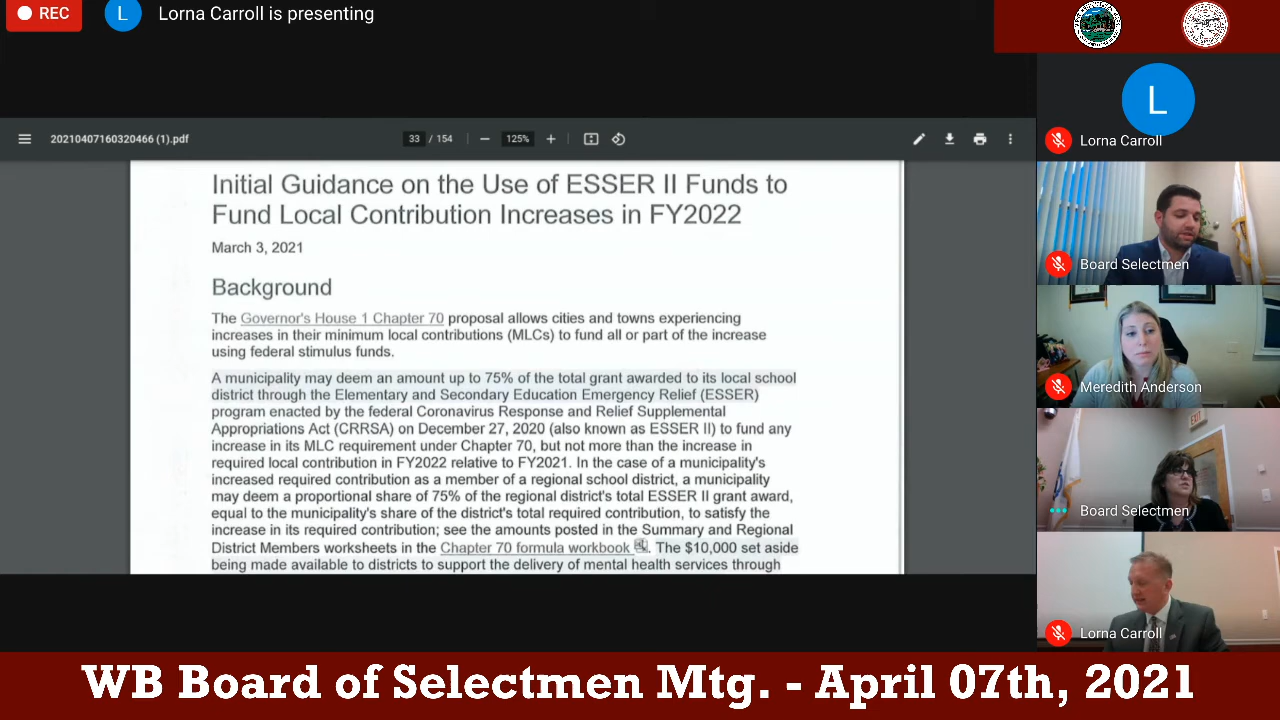 REC
L
Lorna Carroll is presenting
20210407160320466 (1).pdf
33 / 154
125%
Initial Guidance on the Use of ESSER II Funds to
Fund Local Contribution Increases in FY2022
March 3, 2021
Background
The Governor's House 1 Chapter 70 proposal allows cities and towns experiencing
increases in their minimum local contributions (MLCs) to fund all or part of the increase
using federal stimulus funds.
A municipality may deem an amount up to 75% of the total grant awarded to its local school
district through the Elementary and Secondary Education Emergency Relief (ESSER)
program enacted by the federal Coronavirus Response and Relief Supplemental
Appropriations Act (CRRSA) on December 27, 2020 (also known as ESSER II) to fund any
increase in its MLC requirement under Chapter 70, but not more than the increase in
required local contribution in FY2022 relative to FY2021. In the case of a municipality's
increased required contribution as a member of a regional school district, a municipality
may deem a proportional share of 75% of the regional district's total ESSER II grant award,
equal to the municipality's share of the district's total required contribution, to satisfy the
increase in its required contribution; see the amounts posted in the Summary and Regional
District Members worksheets in the Chapter 70 formula workbook . The $10,000 set aside
being made available to districts to support the delivery of mental health services through
L
Lorna Carroll
Board Selectmen
Meredith Anderson
EXIT
Board Selectmen
Lorna Carroll
WB Board of Selectmen Mtg. - April 07th, 2021